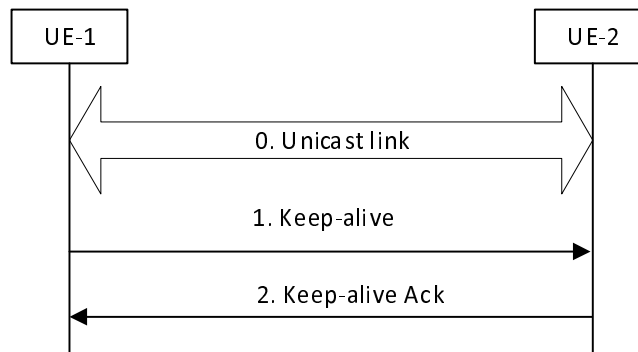 UE-1
UE-2
0. Unicast link
1. Keep-alive
2. Keep-alive Ack